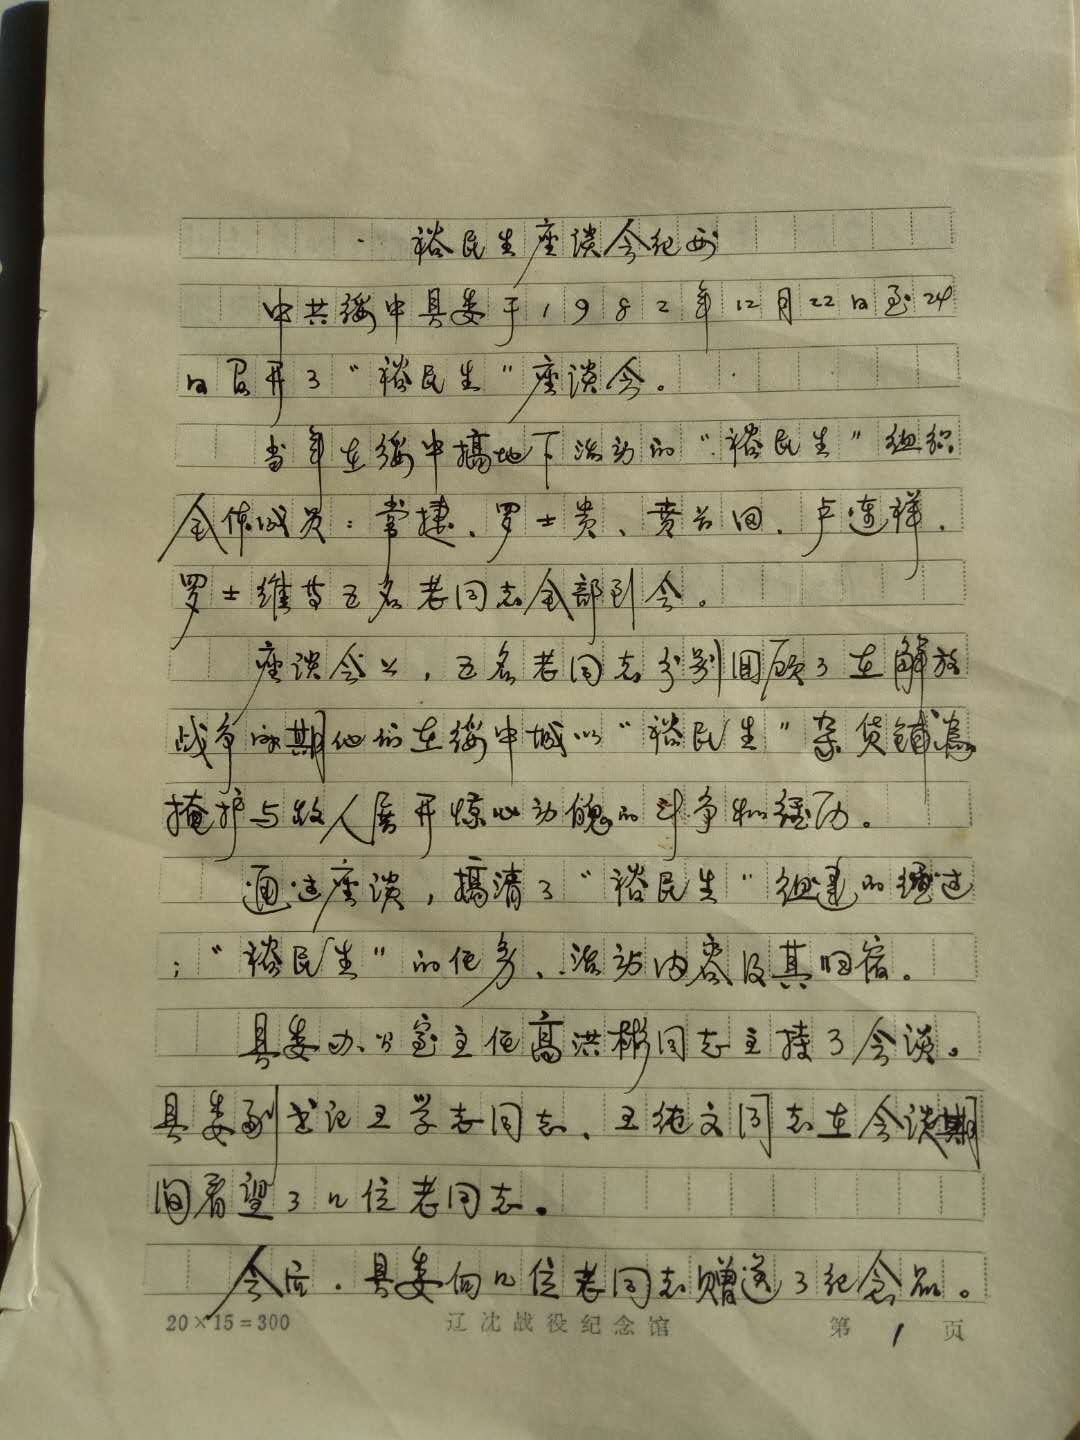 裕民生座谈会纪要
中共绥中县委于1982年12月22日至24
日召开了“裕民生”座谈会。
当年在绥中搞地下活动的“裕民生”组织
全体成员：常捷、罗士贵、黄谷田、卢连祥、
罗士维等五名老同志全部到会。
座谈会上，五名老同志分别回顾了在解放
战争时期他们在绥中城以“裕民生”杂货铺为
掩护与敌人展开惊心动魄的斗争和经历。
通过座谈，搞清了“裕民生”组建的经过
；“裕民生”的任务、活动内容及其归宿。
县委办公室主任高洪彬同志主持了会谈。
县委副书记王学志同志、王德文同志在会谈期
间看望了几位老同志。
会后，县委向几位老同志赠送了纪念品。
20×15=300 辽沈战役纪念馆 第1页